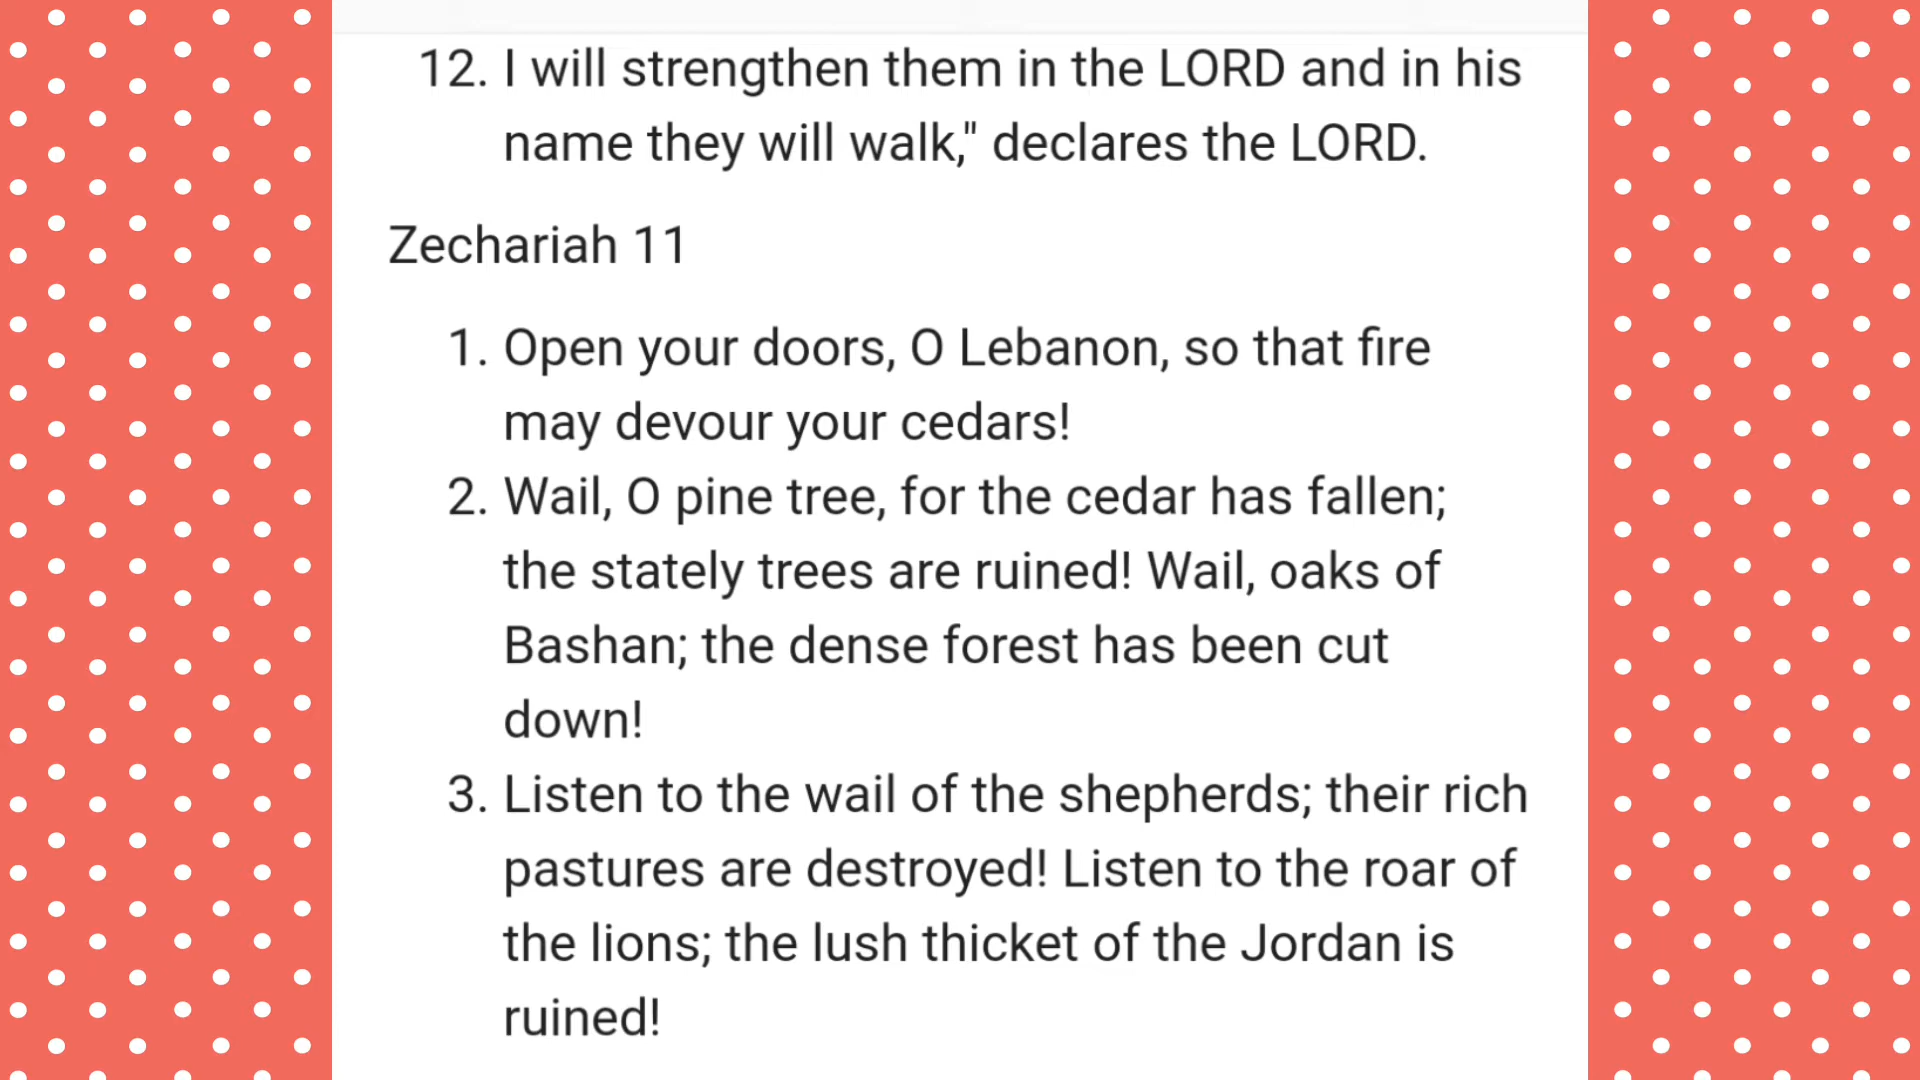 12. I will strengthen them in the LORD and in his
name they will walk," declares the LORD.
Zechariah 11
1. Open your doors, O Lebanon, so that fire
may devour your cedars!
2. Wail, O pine tree, for the cedar has fallen;
the stately trees are ruined! Wail, oaks of
Bashan; the dense forest has been cut
down!
3. Listen to the wail of the shepherds; their rich
pastures are destroyed! Listen to the roar of
the lions; the lush thicket of the Jordan is
ruined!